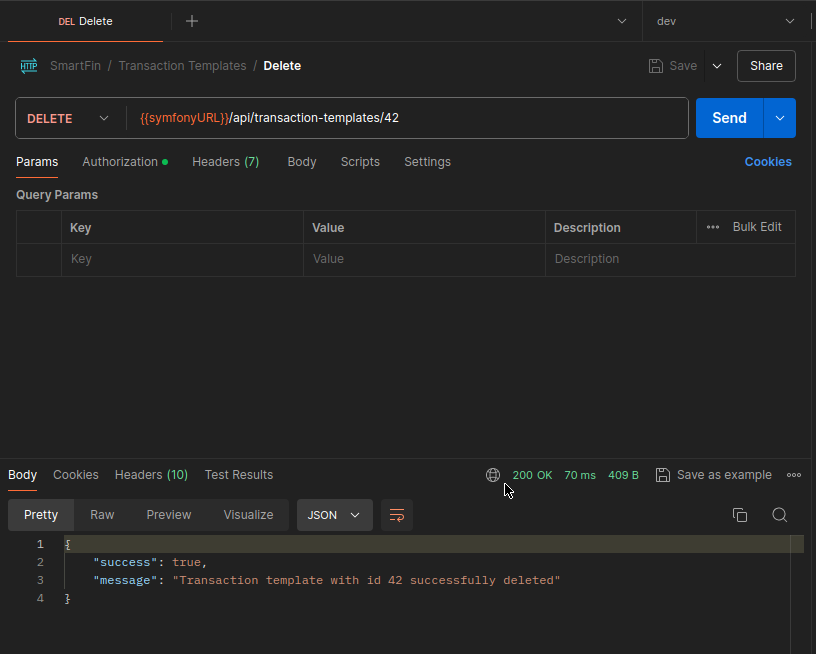 DEL Delete
dev
HTTP SmartFin / Transaction Templates / Delete
Save
Share
DELETE
{{symfonyURL}}/api/transaction-templates/42
Send
Params Authorization Headers (7) Body Scripts Settings
Cookies
Query Params
Key Value Description ••• Bulk Edit
Key Value Description
Body Cookies Headers (10) Test Results
200 OK 70 ms 409 B Save as example
Pretty Raw Preview Visualize JSON
1 {
2 "success": true,
3 "message": "Transaction template with id 42 successfully deleted"
4 }